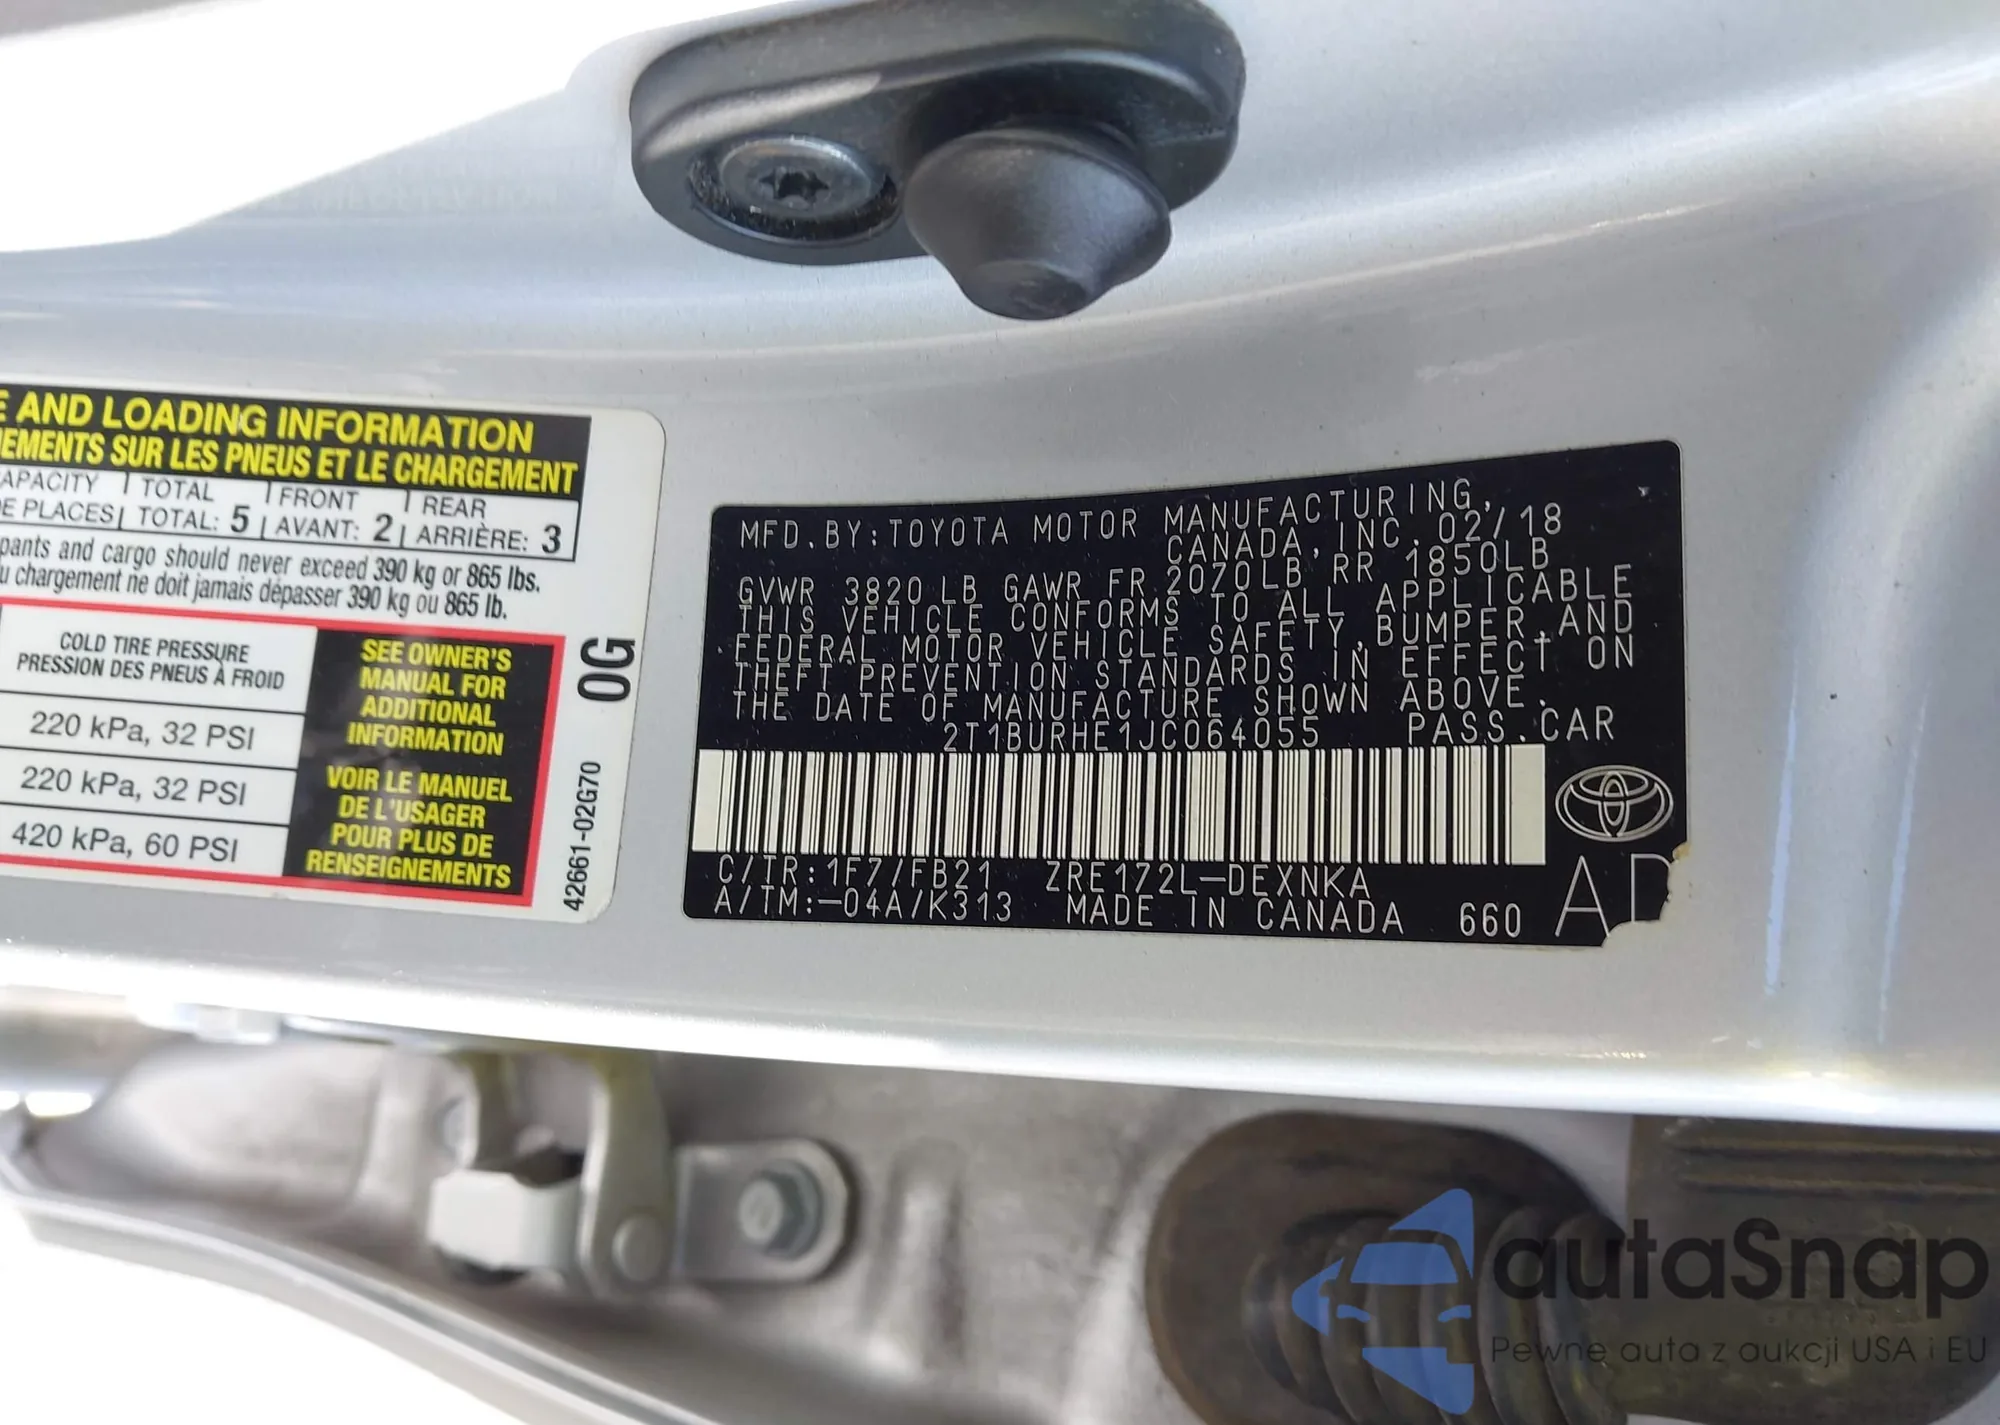 E AND LOADING INFORMATION
EMENTS SUR LES PNEUS ET LE CHARGEMENT
APACITY TOTAL FRONT REAR
DE PLACES TOTAL: 5 AVANT: 2 ARRIÈRE: 3
pants and cargo should never exceed 390 kg or 865 lbs.
u chargement ne doit jamais dépasser 390 kg ou 865 lb.
COLD TIRE PRESSURE
PRESSION DES PNEUS À FROID
220 kPa, 32 PSI
220 kPa, 32 PSI
420 kPa, 60 PSI
SEE OWNER'S
MANUAL FOR
ADDITIONAL
INFORMATION
VOIR LE MANUEL
DE L'USAGER
POUR PLUS DE
RENSEIGNEMENTS
0G
42661-02G70
MFD. BY: TOYOTA MOTOR MANUFACTURING,
CANADA, INC. 02/18
GVWR 3820 LB GAWR FR 2070LB RR 1850LB
THIS VEHICLE CONFORMS TO ALL APPLICABLE
FEDERAL MOTOR VEHICLE SAFETY, BUMPER, AND
THEFT PREVENTION STANDARDS IN EFFECT ON
THE DATE OF MANUFACTURE SHOWN ABOVE.
2T1BURHE1JC064055 PASS. CAR
C/TR: 1F7/FB21 ZRE172L-DEXNKA
A/TM: -04A/K313 MADE IN CANADA 660 AD
autaSnap
Pewne auta z aukcji USA i EU